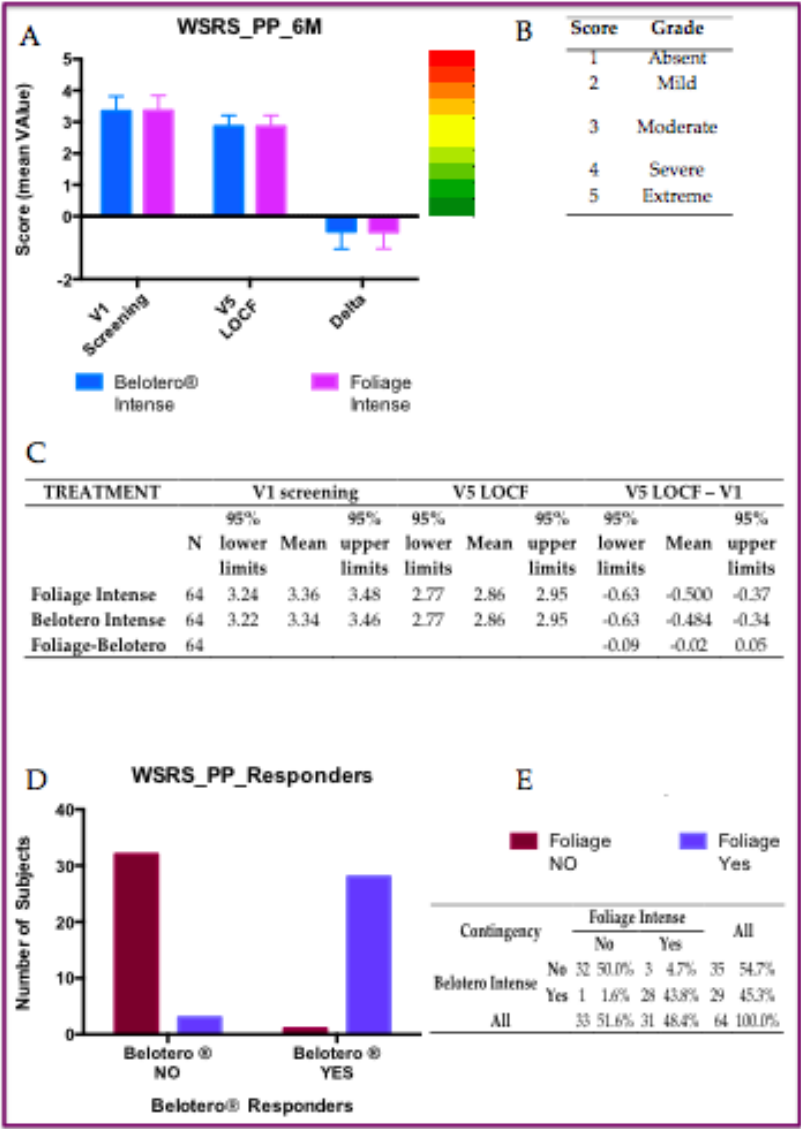 A
WSRS_PP_6M
Score (mean VAlue)
5
4
3
2
1
0
-2
V1
Screening
V5
LOCF
Delta
Belotero®
Intense
Foliage
Intense
B
Score Grade
1 Absent
2 Mild
3 Moderate
4 Severe
5 Extreme
C
TREATMENT V1 screening V5 LOCF V5 LOCF – V1
95% 95% 95% 95% 95% 95%
N lower Mean upper lower Mean upper lower Mean upper
limits limits limits limits limits limits
Foliage Intense 64 3.24 3.36 3.48 2.77 2.86 2.95 -0.63 -0.500 -0.37
Belotero Intense 64 3.22 3.34 3.46 2.77 2.86 2.95 -0.63 -0.484 -0.34
Foliage-Belotero 64 -0.09 -0.02 0.05
D
WSRS_PP_Responders
Number of Subjects
40
30
20
10
0
Belotero ®
NO
Belotero ®
YES
Belotero® Responders
E
Foliage
NO
Foliage
Yes
Contingency Foliage Intense All
No Yes
Belotero Intense No 32 50.0% 3 4.7% 35 54.7%
Yes 1 1.6% 28 43.8% 29 45.3%
All 33 51.6% 31 48.4% 64 100.0%